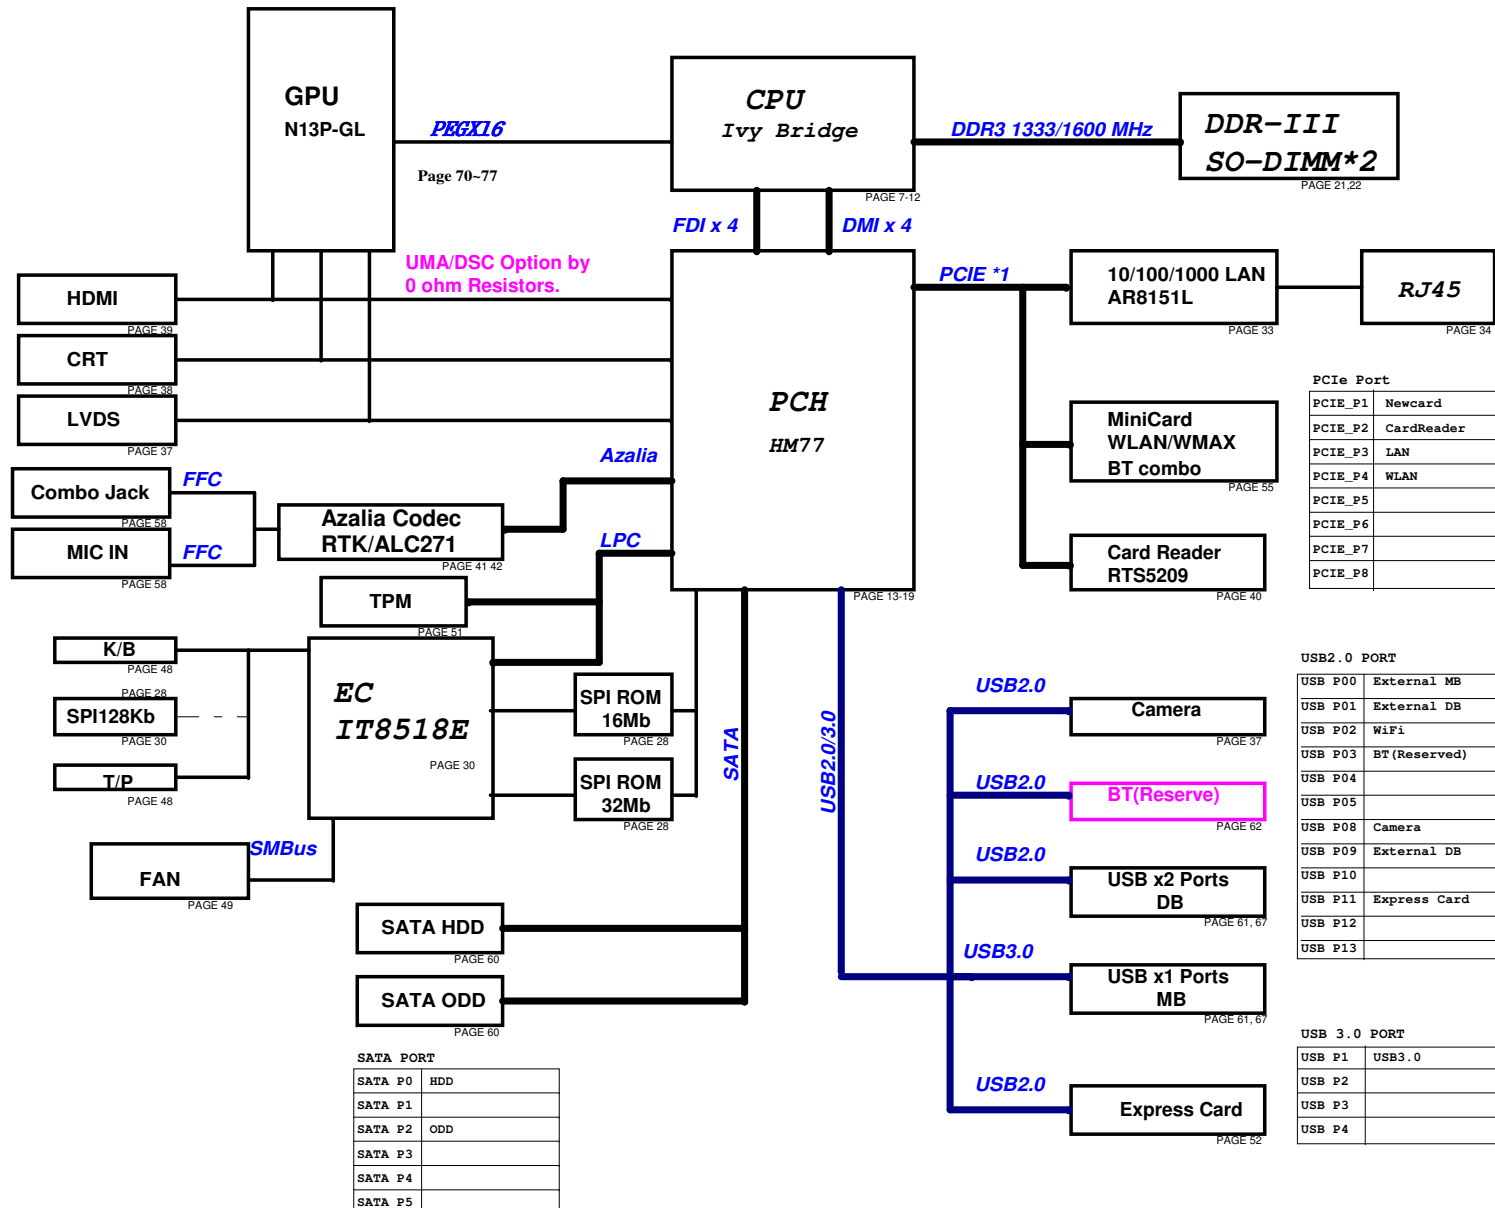 GPU
N13P-GL
PEGX16
Page 70~77
CPU
Ivy Bridge
PAGE 7-12
DDR3 1333/1600 MHz
DDR-III
SO-DIMM*2
PAGE 21,22
FDI x 4
DMI x 4
UMA/DSC Option by
0 ohm Resistors.
HDMI
PAGE 39
CRT
PAGE 38
LVDS
PAGE 37
PCH
HM77
PAGE 13-19
PCIE *1
10/100/1000 LAN
AR8151L
PAGE 33
RJ45
PAGE 34
MiniCard
WLAN/WMAX
BT combo
PAGE 55
Card Reader
RTS5209
PAGE 40
PCIe Port
PCIE_P1 Newcard
PCIE_P2 CardReader
PCIE_P3 LAN
PCIE_P4 WLAN
PCIE_P5
PCIE_P6
PCIE_P7
PCIE_P8
Combo Jack
PAGE 58
FFC
MIC IN
PAGE 58
FFC
Azalia Codec
RTK/ALC271
PAGE 41 42
Azalia
LPC
TPM
PAGE 51
K/B
PAGE 48
PAGE 28
SPI128Kb
PAGE 30
T/P
PAGE 48
EC
IT8518E
PAGE 30
SPI ROM
16Mb
PAGE 28
SPI ROM
32Mb
PAGE 28
SMBus
FAN
PAGE 49
SATA
USB2.0/3.0
SATA HDD
PAGE 60
SATA ODD
PAGE 60
SATA PORT
SATA P0 HDD
SATA P1
SATA P2 ODD
SATA P3
SATA P4
SATA P5
USB2.0
Camera
PAGE 37
USB2.0
BT(Reserve)
PAGE 62
USB2.0
USB x2 Ports
DB
PAGE 61, 67
USB3.0
USB x1 Ports
MB
PAGE 61, 67
USB2.0
Express Card
PAGE 52
USB2.0 PORT
USB P00 External MB
USB P01 External DB
USB P02 WiFi
USB P03 BT(Reserved)
USB P04
USB P05
USB P08 Camera
USB P09 External DB
USB P10
USB P11 Express Card
USB P12
USB P13
USB 3.0 PORT
USB P1 USB3.0
USB P2
USB P3
USB P4